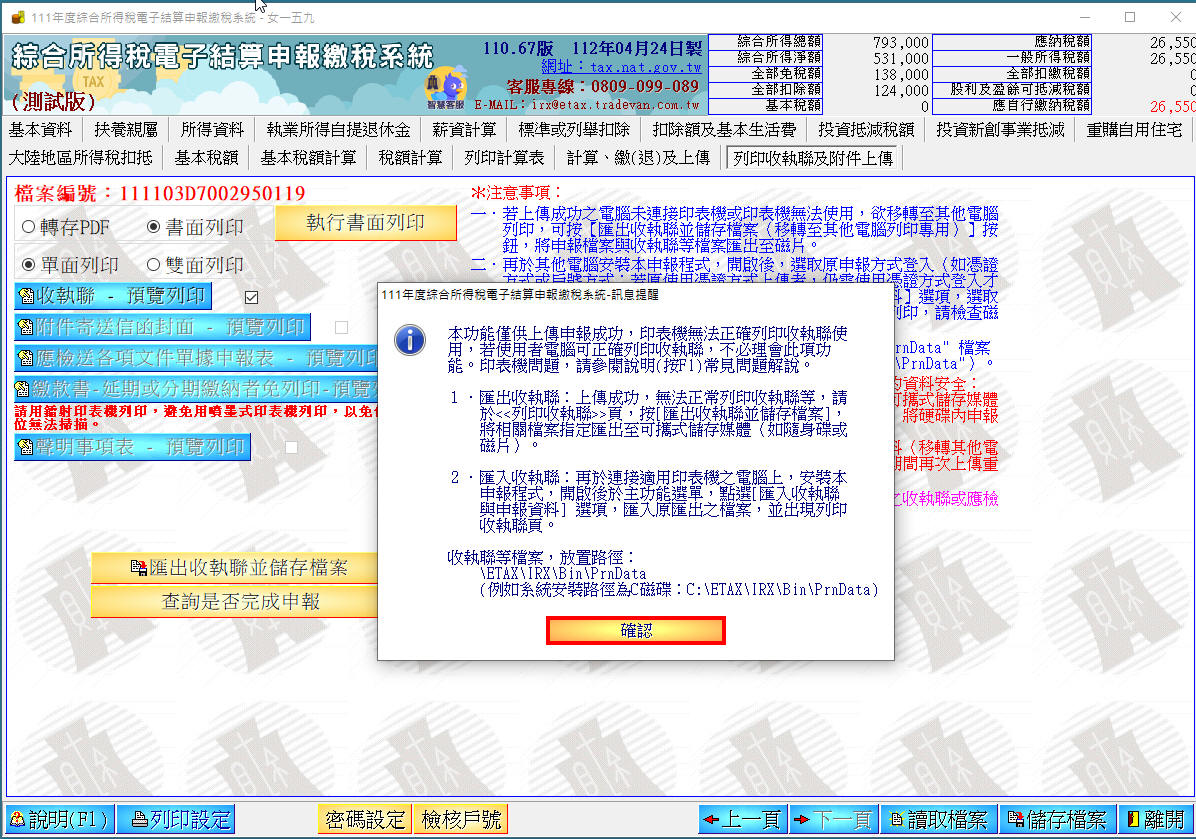 111年度綜合所得稅電子結算申報繳稅系統 - 女一五九
綜合所得稅電子結算申報繳稅系統
(測試版)
TAX
智慧客服
110.67版 112年04月24日製
網址：tax.nat.gov.tw
客服專線：0809-099-089
E-MAIL：irx@etax.tradevan.com.tw
綜合所得總額 793,000
綜合所得淨額 531,000
全部免稅額 138,000
全部扣除額 124,000
基本稅額 0
應納稅額 26,550
一般所得稅額 26,550
全部扣繳稅額 0
股利及盈餘可抵減稅額 0
應自行繳納稅額 26,550
基本資料 扶養親屬 所得資料 執業所得自提退休金 薪資計算 標準或列舉扣除 扣除額及基本生活費 投資抵減稅額 投資新創事業抵減 重購自用住宅
大陸地區所得稅扣抵 基本稅額 基本稅額計算 稅額計算 列印計算表 計算、繳(退)及上傳 列印收執聯及附件上傳
檔案編號：111103D7002950119
轉存PDF 書面列印 執行書面列印
單面列印 雙面列印
收執聯 - 預覽列印
附件寄送信函封面 - 預覽列印
應檢送各項文件單據申報表 - 預覽列印
繳款書-延期或分期繳納者免列印-預覽
請用鐳射印表機列印，避免用噴墨式印表機列印，以免
位無法掃描。
聲明事項表 - 預覽列印
匯出收執聯並儲存檔案
查詢是否完成申報
＊注意事項：
一．若上傳成功之電腦未連接印表機或印表機無法使用，欲移轉至其他電腦
列印，可按【匯出收執聯並儲存檔案（移轉至其他電腦列印專用）】按
鈕，將申報檔案與收執聯等檔案匯出至磁片。
二．再於其他電腦安裝本申報程式，開啟後，選取原申報方式登入（如憑證
】選項，選取
列印，請檢查磁
rnData" 檔案
\PrnData"）。
的資料安全：
可攜式儲存媒體
將硬碟內申報
（移轉其他電
期間再次上傳重
之收執聯或應檢
111年度綜合所得稅電子結算申報繳稅系統-訊息提醒
本功能僅供上傳申報成功，印表機無法正確列印收執聯使
用，若使用者電腦可正確列印收執聯，不必理會此項功
能。印表機問題，請參閱說明(按F1)常見問題解說。
1．匯出收執聯：上傳成功，無法正常列印收執聯等，請
於<<列印收執聯>>頁，按[匯出收執聯並儲存檔案]，
將相關檔案指定匯出至可攜式儲存媒體（如隨身碟或
磁片）。
2．匯入收執聯：再於連接適用印表機之電腦上，安裝本
申報程式，開啟後於主功能選單，點選[匯入收執聯
與申報資料] 選項，匯入原匯出之檔案，並出現列印
收執聯頁。
收執聯等檔案，放置路徑：
\ETAX\IRX\Bin\PrnData
(例如系統安裝路徑為C磁碟：C:\ETAX\IRX\Bin\PrnData)
確認
說明(F1) 列印設定 密碼設定 檢核戶號 上一頁 下一頁 讀取檔案 儲存檔案 離開